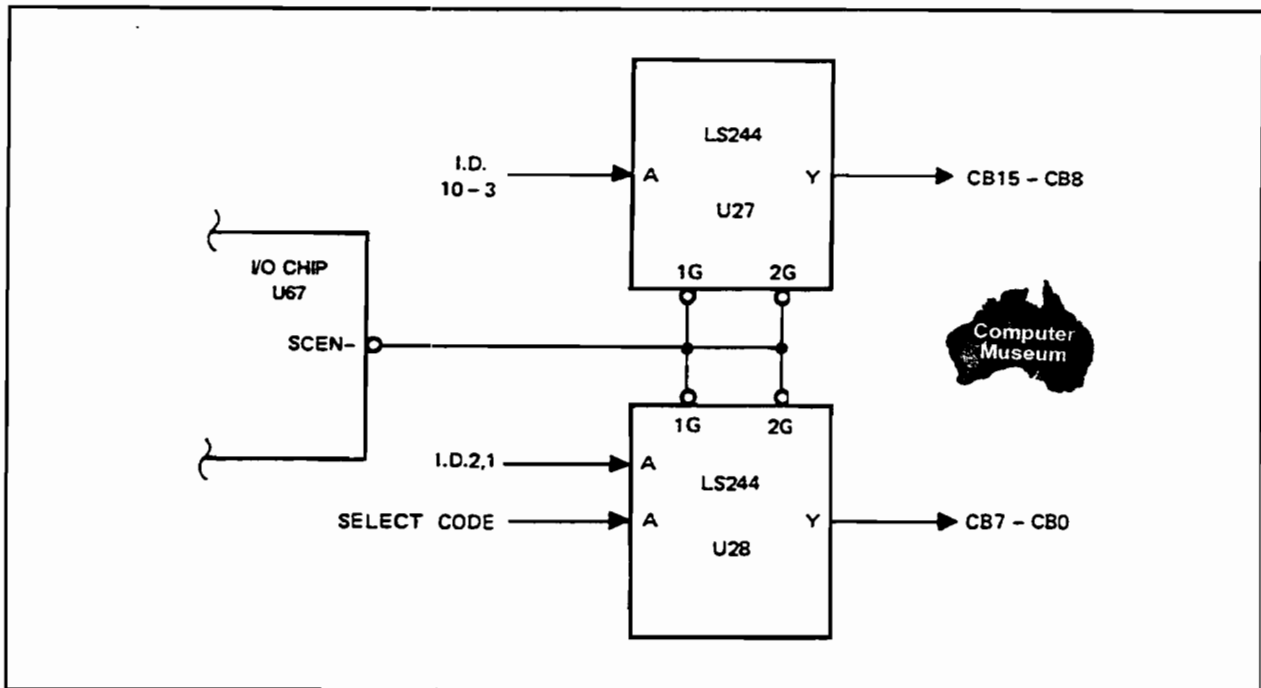 LS244
I.D.
10-3
A
Y
CB15 - CB8
U27
I/O CHIP
U67
1G
2G
SCEN-
Computer
Museum
1G
2G
I.D.2,1
A
LS244
SELECT CODE
A
Y
CB7 - CB0
U28